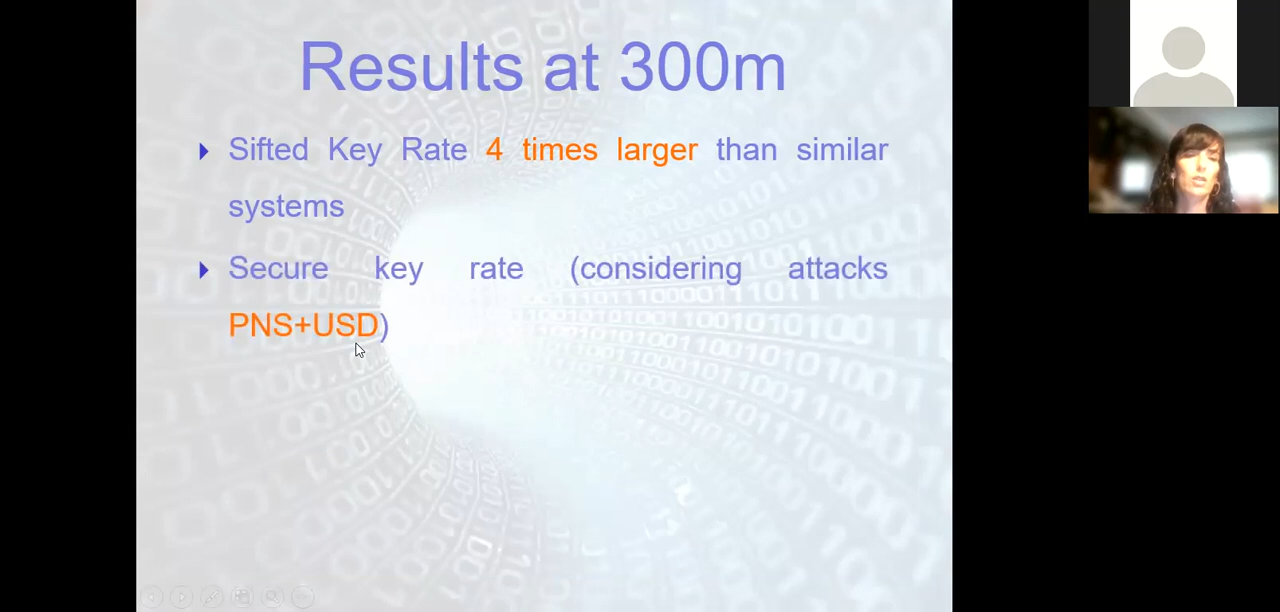 Results at 300m
Sifted Key Rate 4 times larger than similar
systems
Secure key rate (considering attacks
PNS+USD)